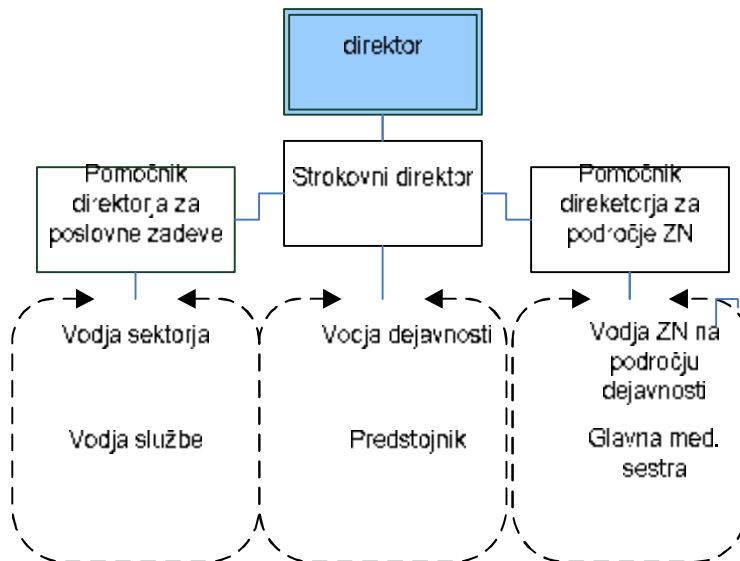 direktor
Pomočnik
direktorja za
poslovne zadeve
Strokovni direktor
Pomočnik
direketorja za
področje ZN
Vodja sektorja
Vodja službe
Vodja dejavnosti
Predstojnik
Vodja ZN na
področju
dejavnosti
Glavna med.
sestra